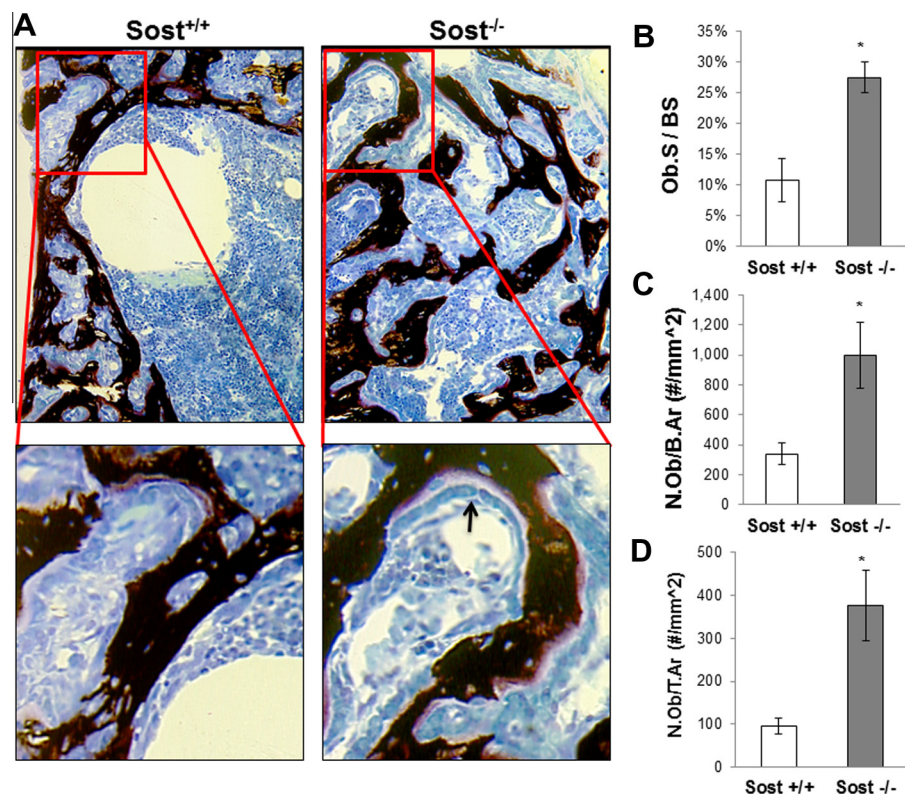 A
Sost+/+
Sost-/-
B
Ob.S / BS
35%
30%
25%
20%
15%
10%
5%
0%
*
Sost +/+
Sost -/-
C
N.Ob/B.Ar (#/mm^2)
1,400
1,200
1,000
800
600
400
200
0
*
Sost +/+
Sost -/-
D
N.Ob/T.Ar (#/mm^2)
500
400
300
200
100
0
*
Sost +/+
Sost -/-